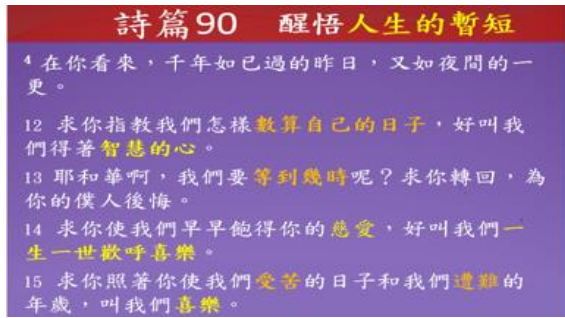 詩篇90 醒悟人生的暫短
4 在你看來，千年如已過的昨日，又如夜間的一
更。
12 求你指教我們怎樣數算自己的日子，好叫我
們得著智慧的心。
13 耶和華啊，我們要等到幾時呢？求你轉回，為
你的僕人後悔。
14 求你使我們早早飽得你的慈愛，好叫我們一
生一世歡呼喜樂。
15 求你照著你使我們受苦的日子和我們遭難的
年歲，叫我們喜樂。